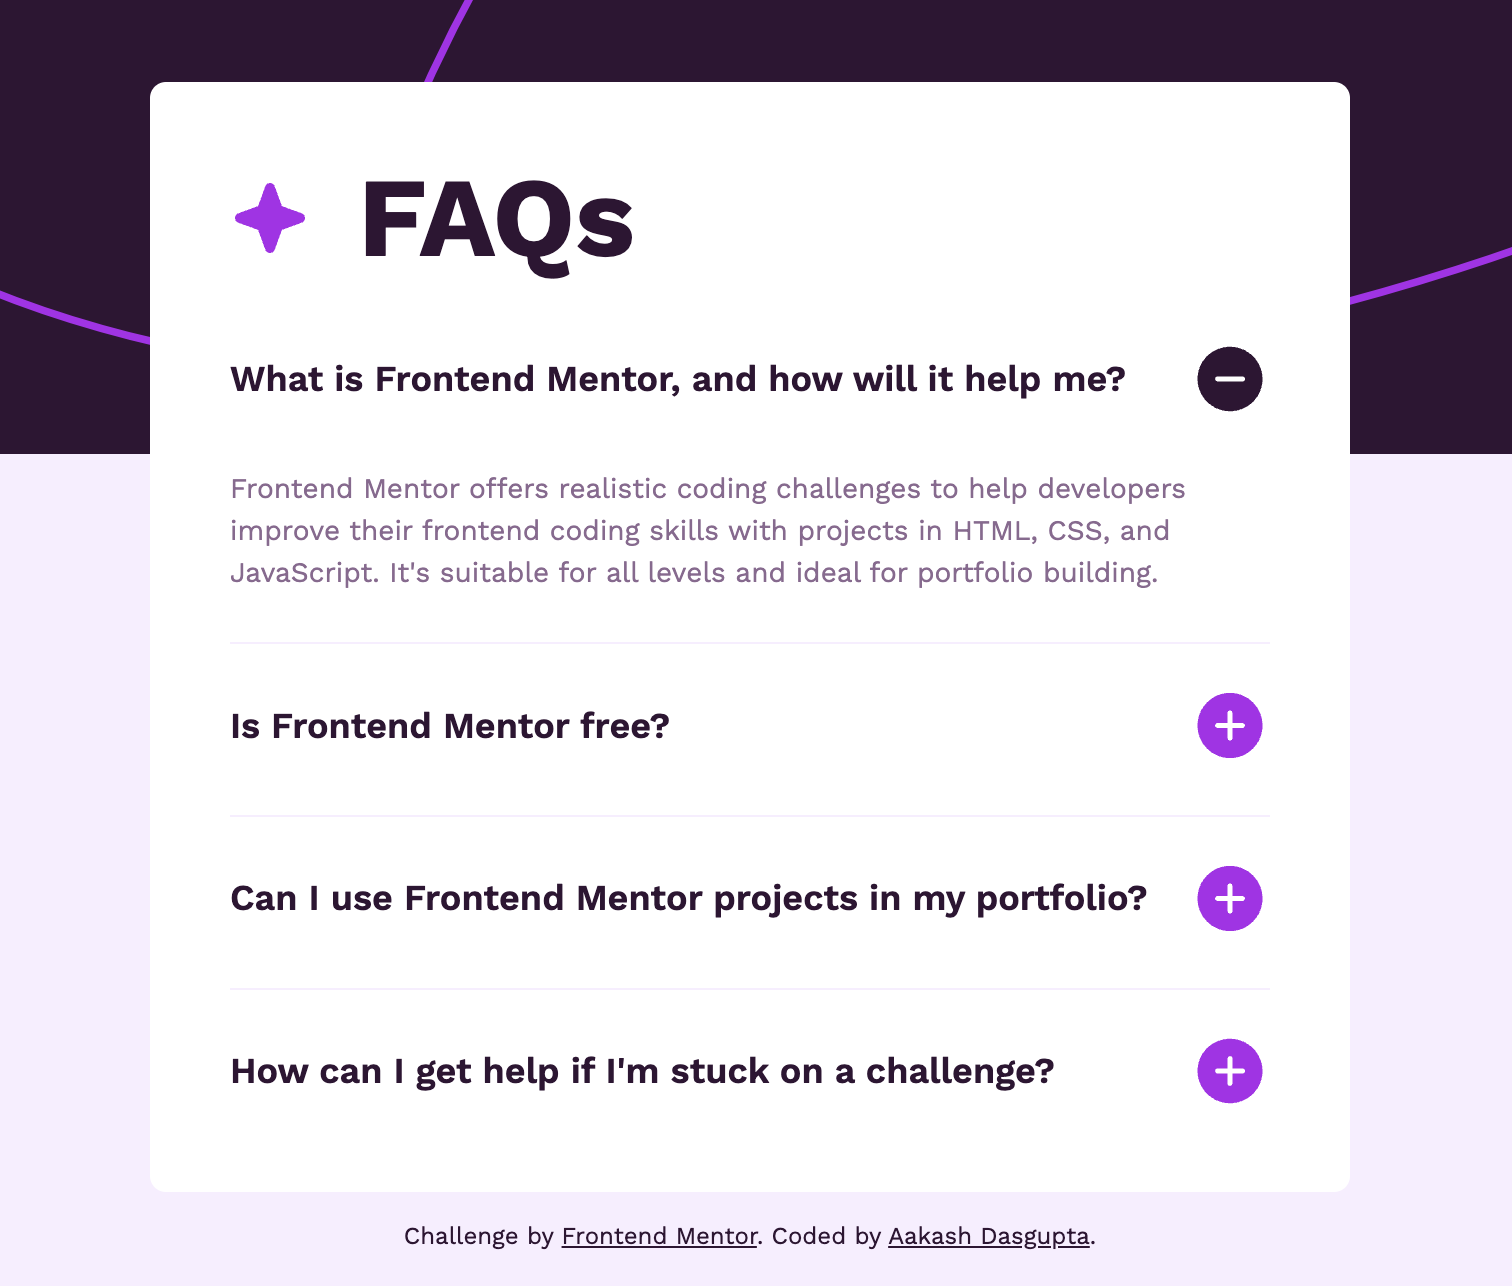 FAQs
What is Frontend Mentor, and how will it help me?
Frontend Mentor offers realistic coding challenges to help developers
improve their frontend coding skills with projects in HTML, CSS, and
JavaScript. It's suitable for all levels and ideal for portfolio building.
Is Frontend Mentor free?
Can I use Frontend Mentor projects in my portfolio?
How can I get help if I'm stuck on a challenge?
Challenge by Frontend Mentor. Coded by Aakash Dasgupta.